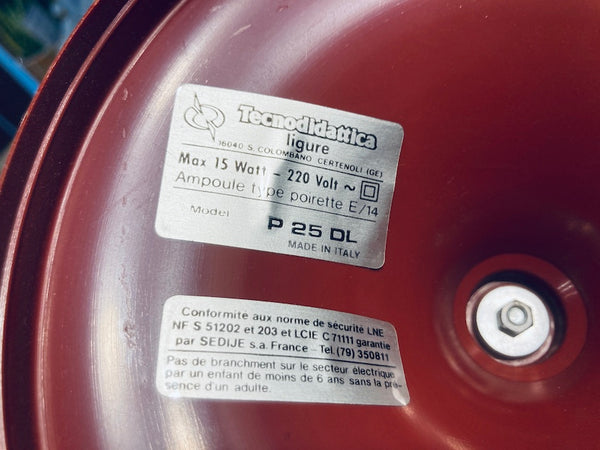 Tecnodidattica
ligure
16040 S. COLOMBANO CERTENOLI (GE)
Max 15 Watt - 220 Volt ~
Ampoule type poirette E/14
Model P 25 DL
MADE IN ITALY
Conformité aux norme de sécurité LNE
NF S 51202 et 203 et LCIE C 71111 garantie
par SEDIJE s.a. France - Tel. (79) 350811
Pas de branchement sur le secteur électrique
par un enfant de moins de 6 ans sans la pré-
sence d'un adulte.